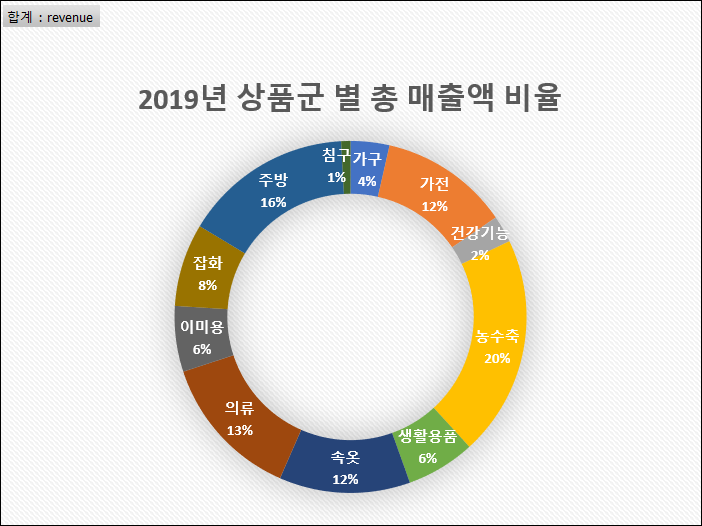 합계 : revenue
2019년 상품군 별 총 매출액 비율
가구
4%
가전
12%
건강기능
2%
농수축
20%
생활용품
6%
속옷
12%
의류
13%
이미용
6%
잡화
8%
주방
16%
침구
1%